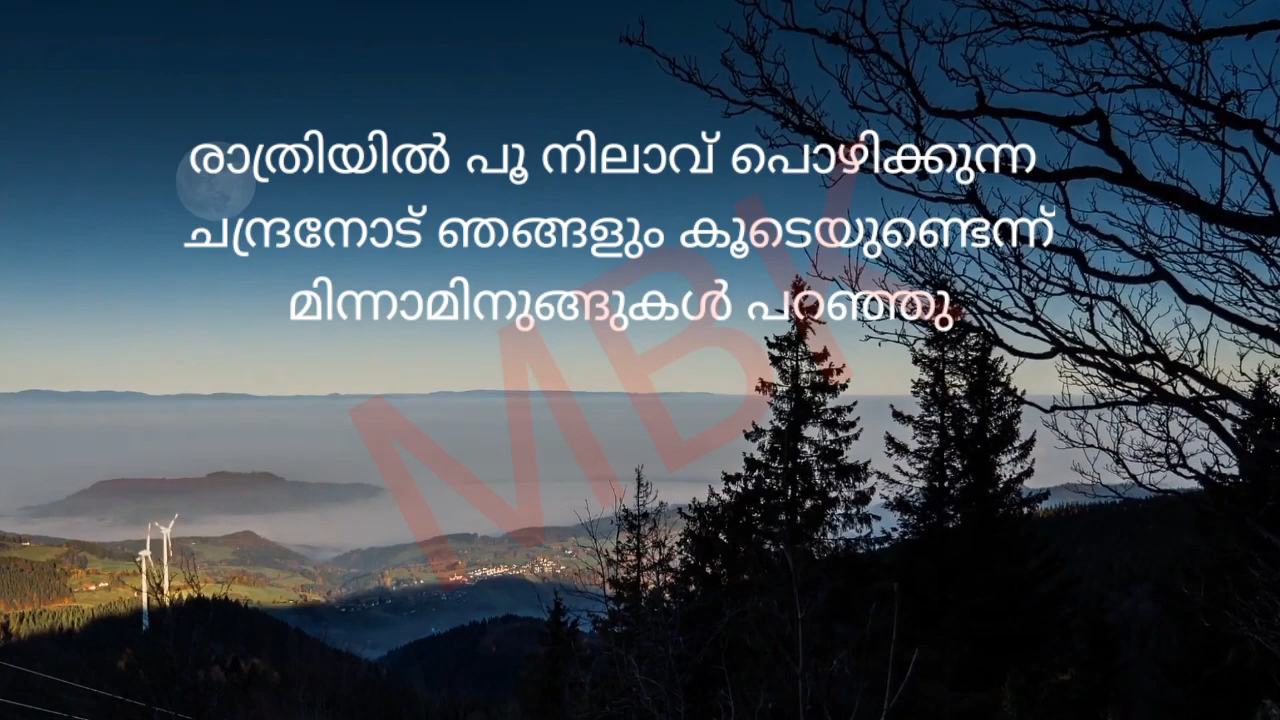 രാത്രിയിൽ പൂ നിലാവ് പൊഴിക്കുന്ന
ചന്ദ്രനോട് ഞങ്ങളും കൂടെയുണ്ടെന്ന്
മിന്നാമിനുങ്ങുകൾ പറഞ്ഞു
MBK